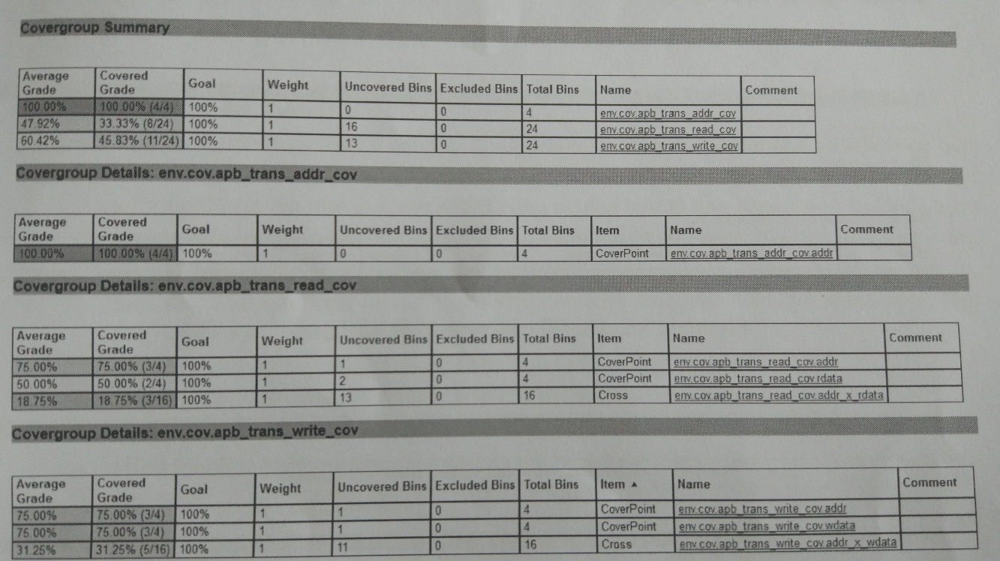 Covergroup Summary
Average Grade Covered Grade Goal Weight Uncovered Bins Excluded Bins Total Bins Name Comment
100.00% 100.00% (4/4) 100% 1 0 0 4 env.cov.apb_trans_addr_cov
47.92% 33.33% (8/24) 100% 1 16 0 24 env.cov.apb_trans_read_cov
60.42% 45.83% (11/24) 100% 1 13 0 24 env.cov.apb_trans_write_cov
Covergroup Details: env.cov.apb_trans_addr_cov
Average Grade Covered Grade Goal Weight Uncovered Bins Excluded Bins Total Bins Item Name Comment
100.00% 100.00% (4/4) 100% 1 0 0 4 CoverPoint env.cov.apb_trans_addr_cov.addr
Covergroup Details: env.cov.apb_trans_read_cov
Average Grade Covered Grade Goal Weight Uncovered Bins Excluded Bins Total Bins Item Name Comment
75.00% 75.00% (3/4) 100% 1 1 0 4 CoverPoint env.cov.apb_trans_read_cov.addr
50.00% 50.00% (2/4) 100% 1 2 0 4 CoverPoint env.cov.apb_trans_read_cov.rdata
18.75% 18.75% (3/16) 100% 1 13 0 16 Cross env.cov.apb_trans_read_cov.addr_x_rdata
Covergroup Details: env.cov.apb_trans_write_cov
Average Grade Covered Grade Goal Weight Uncovered Bins Excluded Bins Total Bins Item ▲ Name Comment
75.00% 75.00% (3/4) 100% 1 1 0 4 CoverPoint env.cov.apb_trans_write_cov.addr
75.00% 75.00% (3/4) 100% 1 1 0 4 CoverPoint env.cov.apb_trans_write_cov.wdata
31.25% 31.25% (5/16) 100% 1 11 0 16 Cross env.cov.apb_trans_write_cov.addr_x_wdata